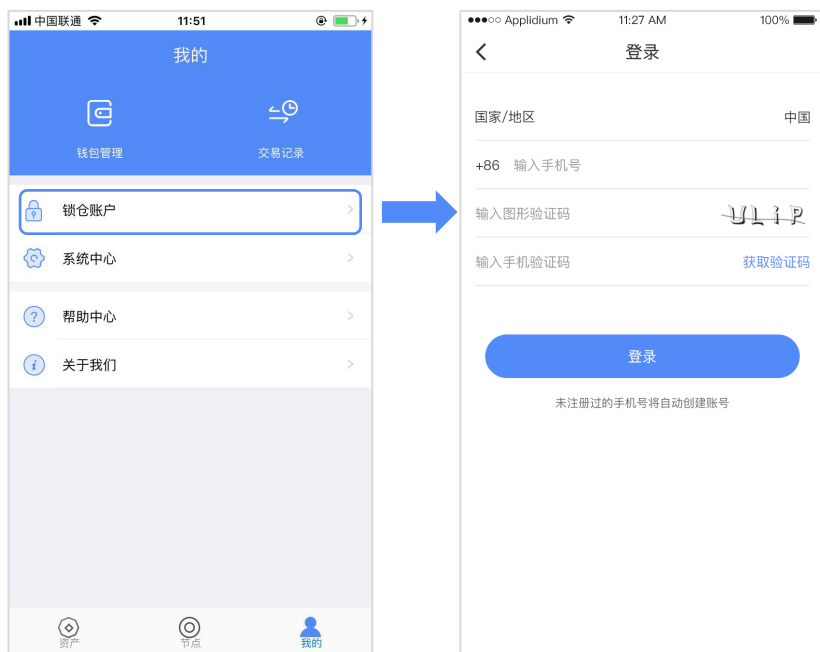 中国联通
11:51
我的
钱包管理
交易记录
锁仓账户
系统中心
帮助中心
关于我们
资产
节点
我的
Applidium
11:27 AM
100%
登录
国家/地区
中国
+86 输入手机号
输入图形验证码
ULiP
输入手机验证码
获取验证码
登录
未注册过的手机号将自动创建账号